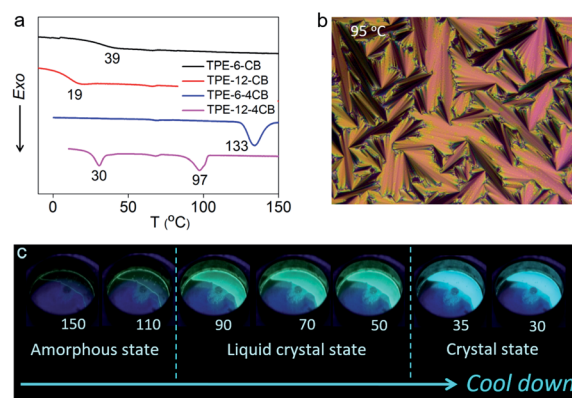 a
Exo
39
19
133
30
97
TPE-6-CB
TPE-12-CB
TPE-6-4CB
TPE-12-4CB
0
50
100
150
T (°C)
b
95 °C
c
150 110 90 70 50 35 30
Amorphous state Liquid crystal state Crystal state
Cool down